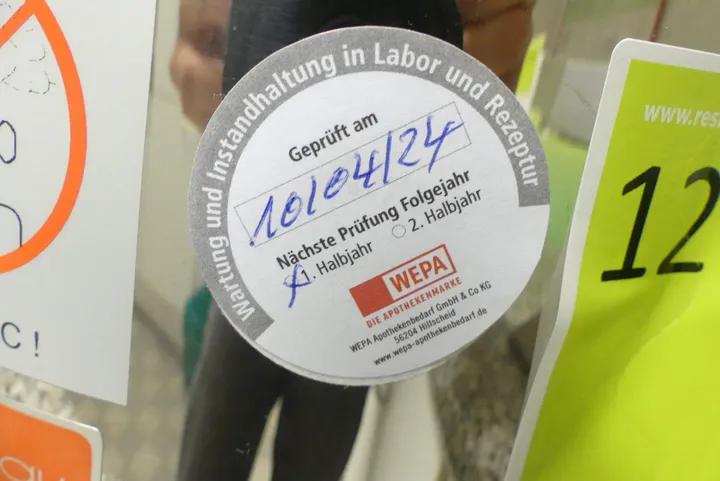 Wartung und Instandhaltung in Labor und Rezeptur
Geprüft am
10/04/24
Nächste Prüfung Folgejahr
1. Halbjahr 2. Halbjahr
WEPA
DIE APOTHEKENMARKE
WEPA Apothekenbedarf GmbH & Co KG
56204 Hillscheid
www.wepa-apothekenbedarf.de
C!
www.res
12